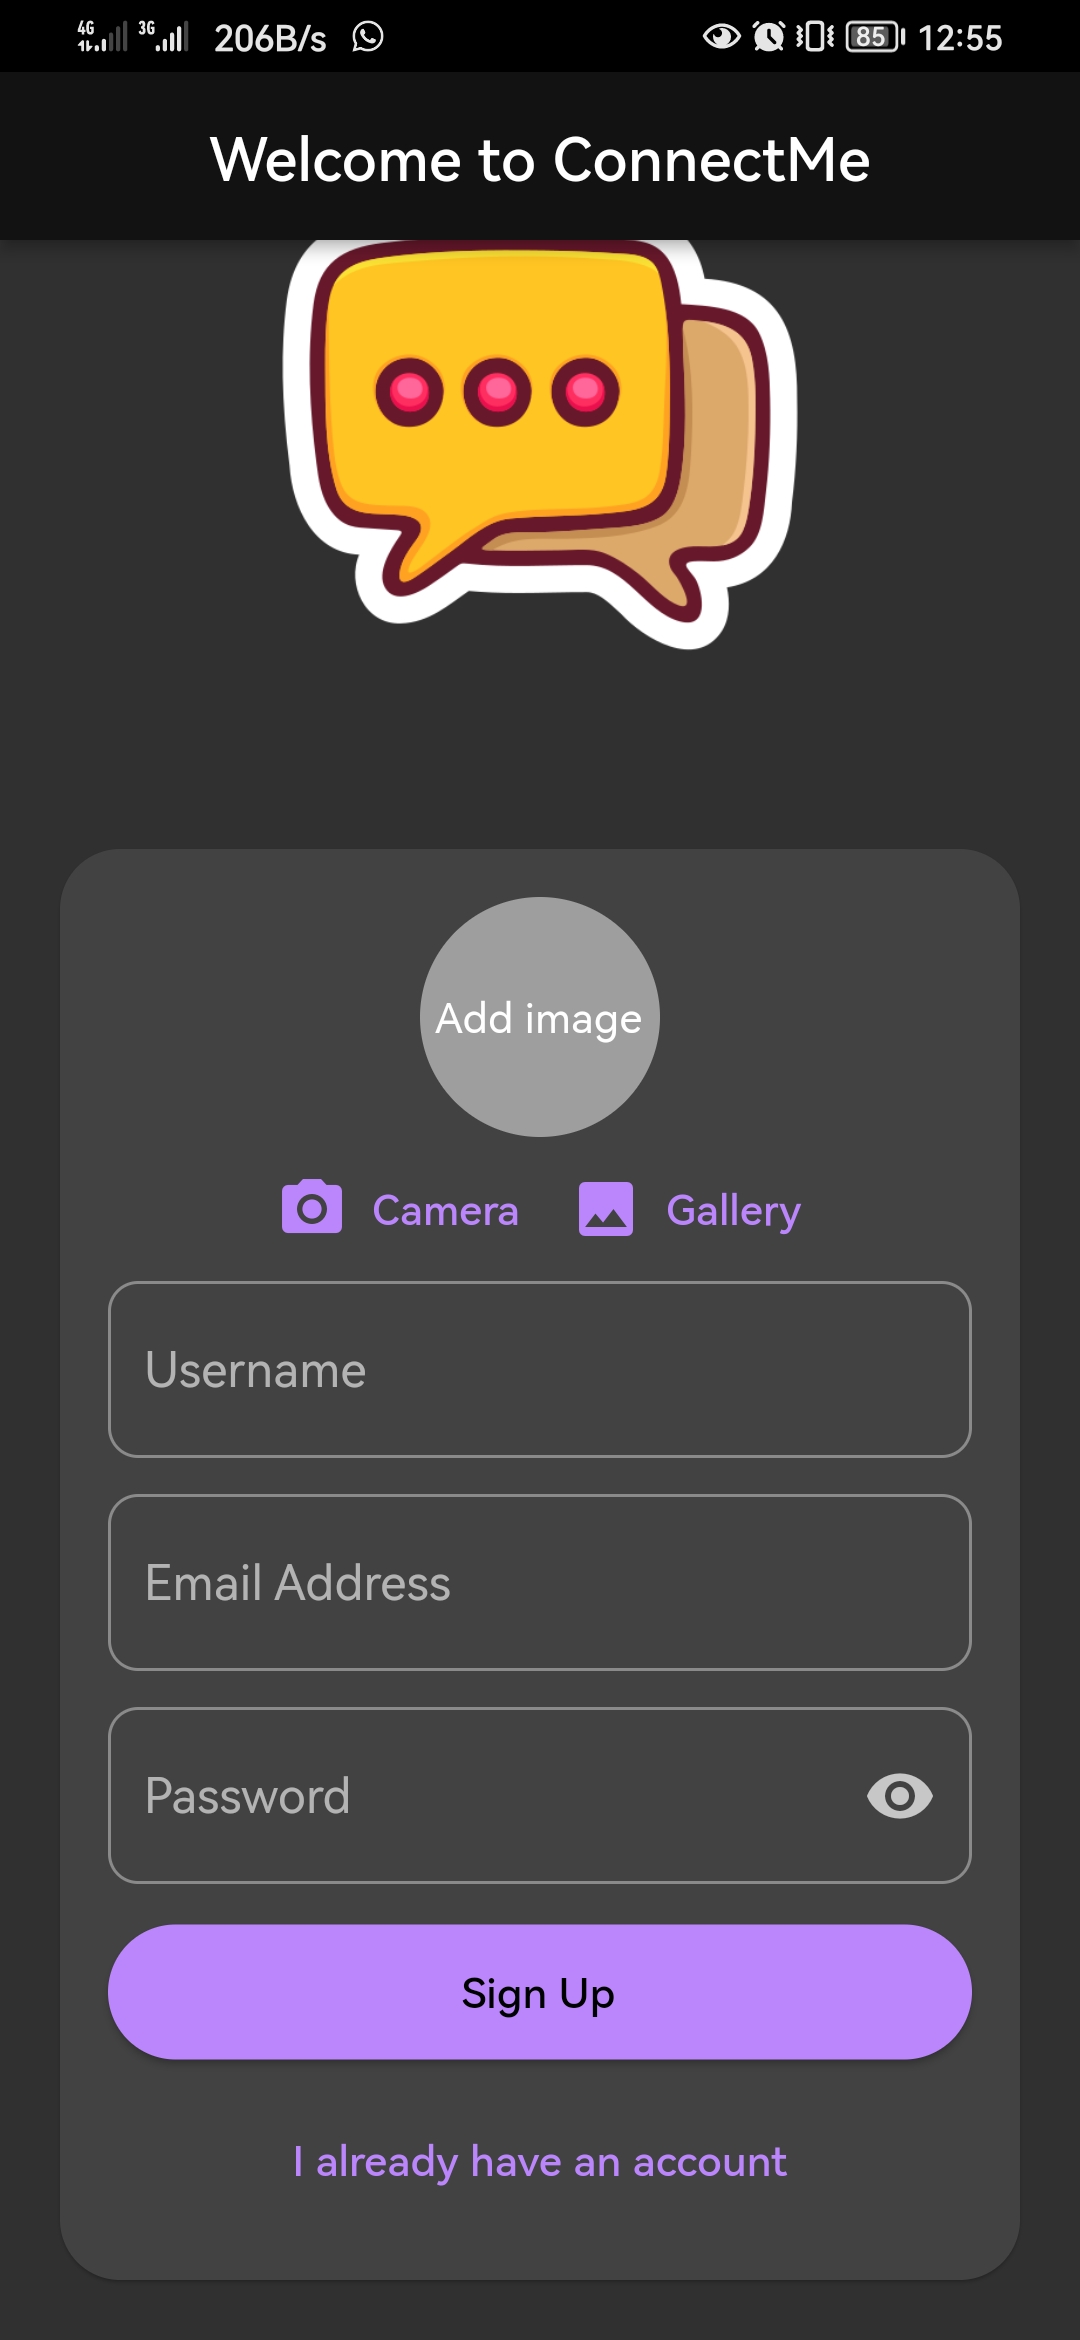 4G 3G 206B/s 85 12:55
Welcome to ConnectMe
Add image
Camera Gallery
Username
Email Address
Password
Sign Up
I already have an account